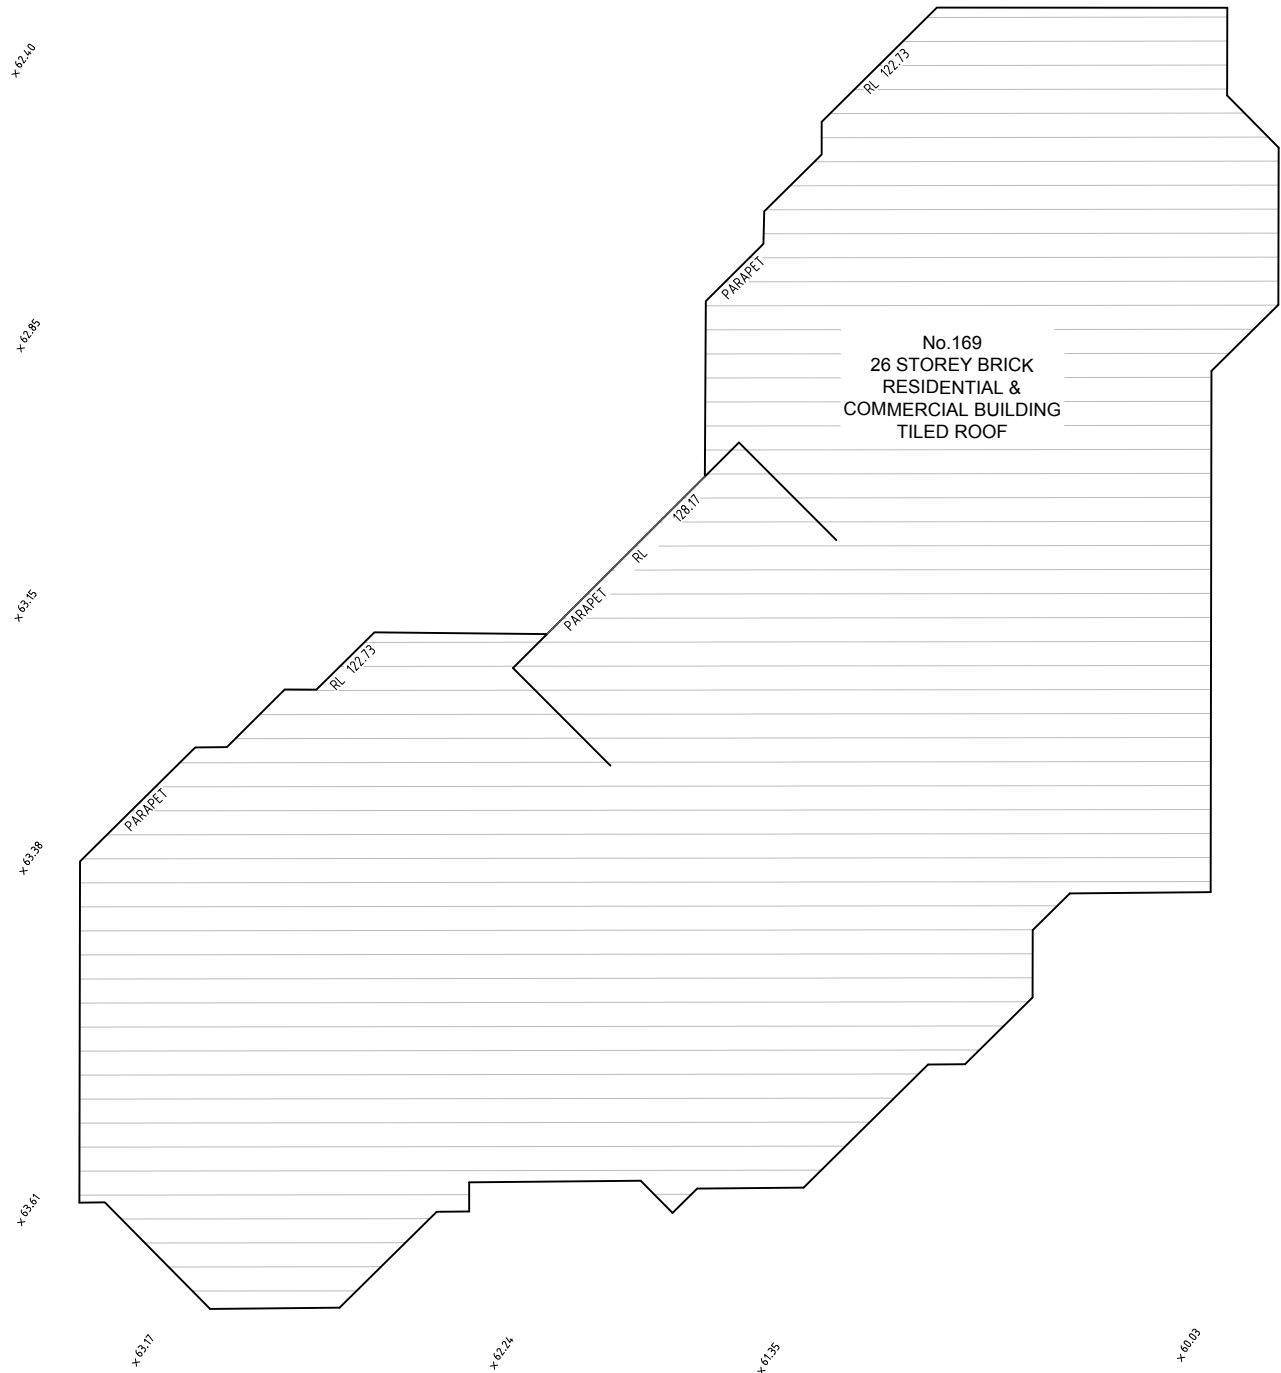 x 62.40
RL 122.73
PARAPET
x 62.85
No.169
26 STOREY BRICK
RESIDENTIAL &
COMMERCIAL BUILDING
TILED ROOF
PARAPET RL 128.17
x 63.15
RL 122.73
PARAPET
x 63.38
x 63.61
x 63.17
x 62.24
x 61.35
x 60.03